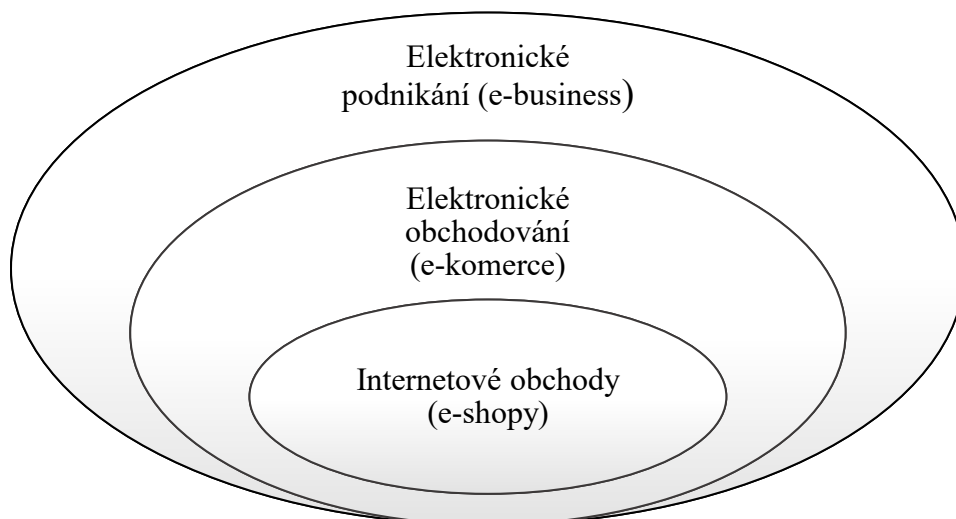 Elektronické
podnikání (e-business)
Elektronické
obchodování
(e-komerce)
Internetové obchody
(e-shopy)